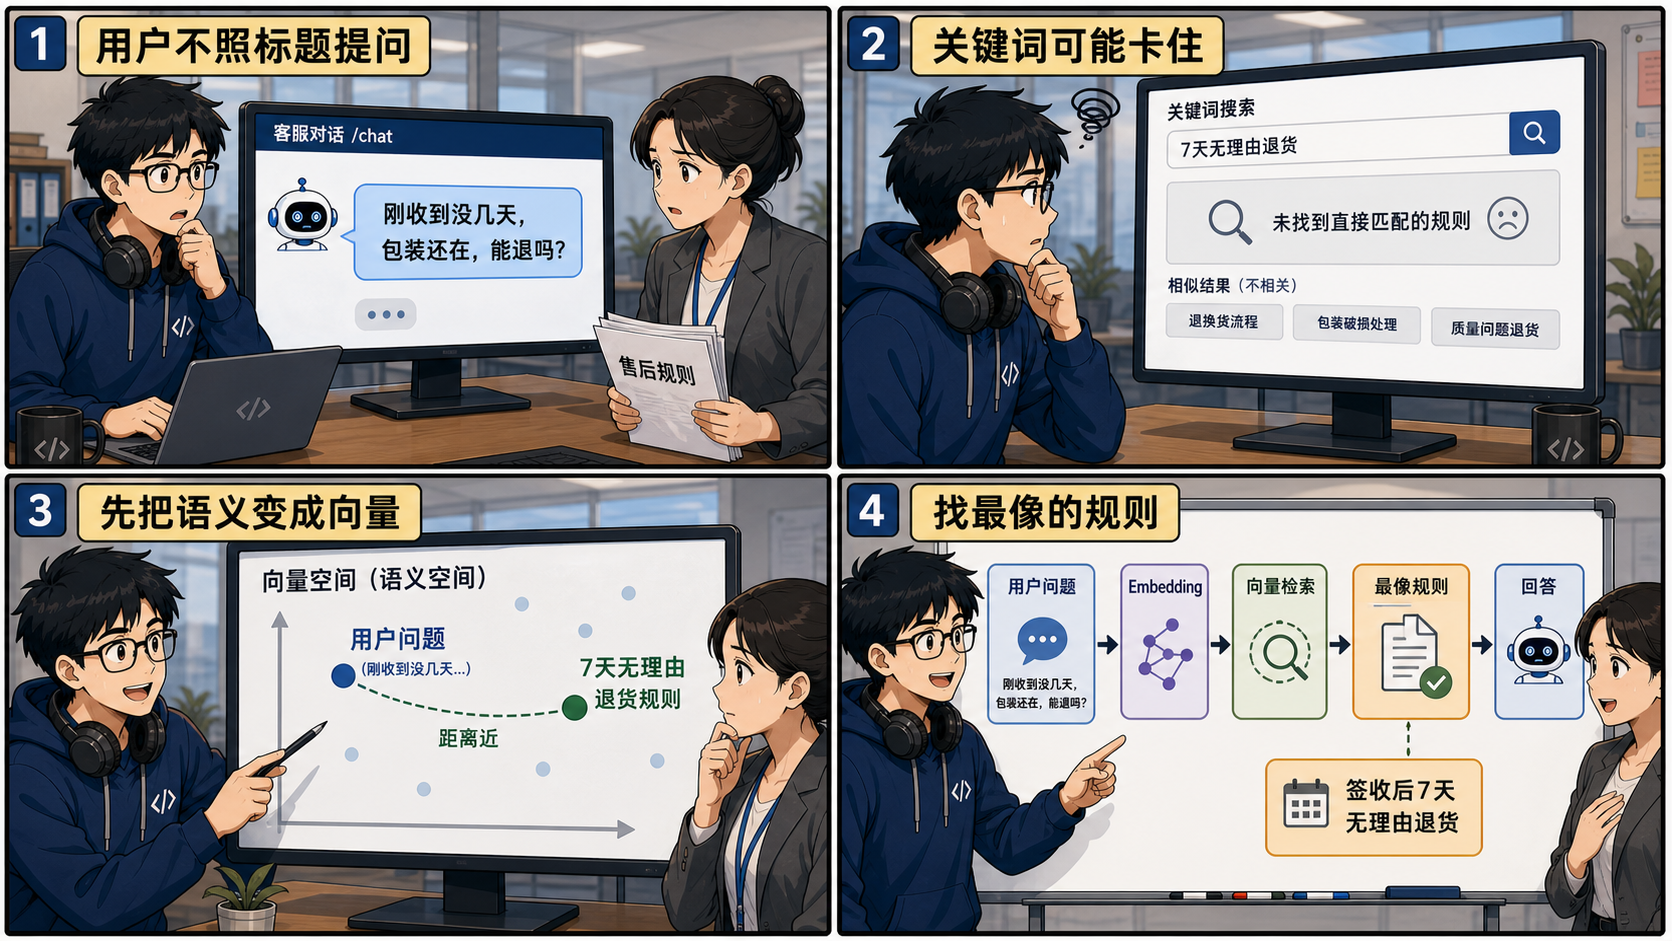 1 用户不照标题提问
客服对话 /chat
刚收到没几天，
包装还在，能退吗？
售后规则
</>
</>
</>
2 关键词可能卡住
关键词搜索
7天无理由退货
未找到直接匹配的规则
相似结果（不相关）
退换货流程
包装破损处理
质量问题退货
</>
</>
3 先把语义变成向量
向量空间（语义空间）
用户问题
(刚收到没几天...)
7天无理由
退货规则
距离近
</>
4 找最像的规则
用户问题
刚收到没几天，
包装还在，能退吗？
Embedding
向量检索
最像规则
回答
签收后7天
无理由退货
</>